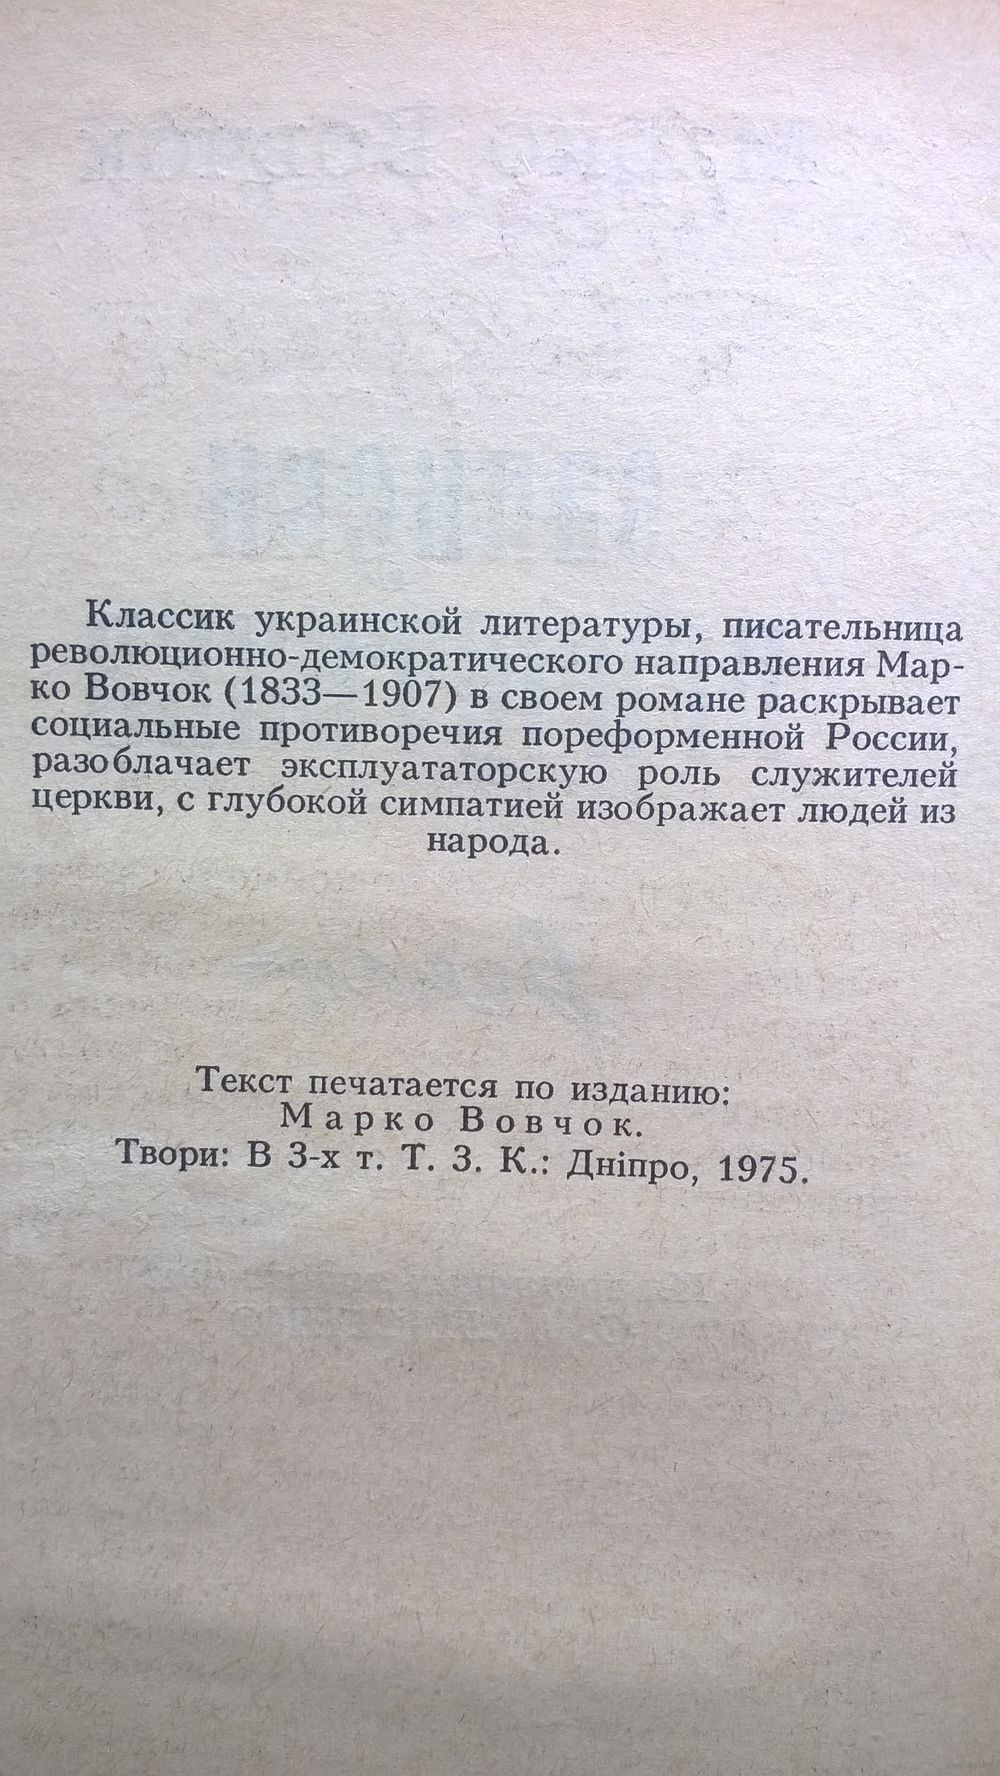 Классик украинской литературы, писательница
революционно-демократического направления Мар-
ко Вовчок (1833—1907) в своем романе раскрывает
социальные противоречия пореформенной России,
разоблачает эксплуататорскую роль служителей
церкви, с глубокой симпатией изображает людей из
народа.
Текст печатается по изданию:
Марко Вовчок.
Твори: В 3-х т. Т. 3. К.: Дніпро, 1975.